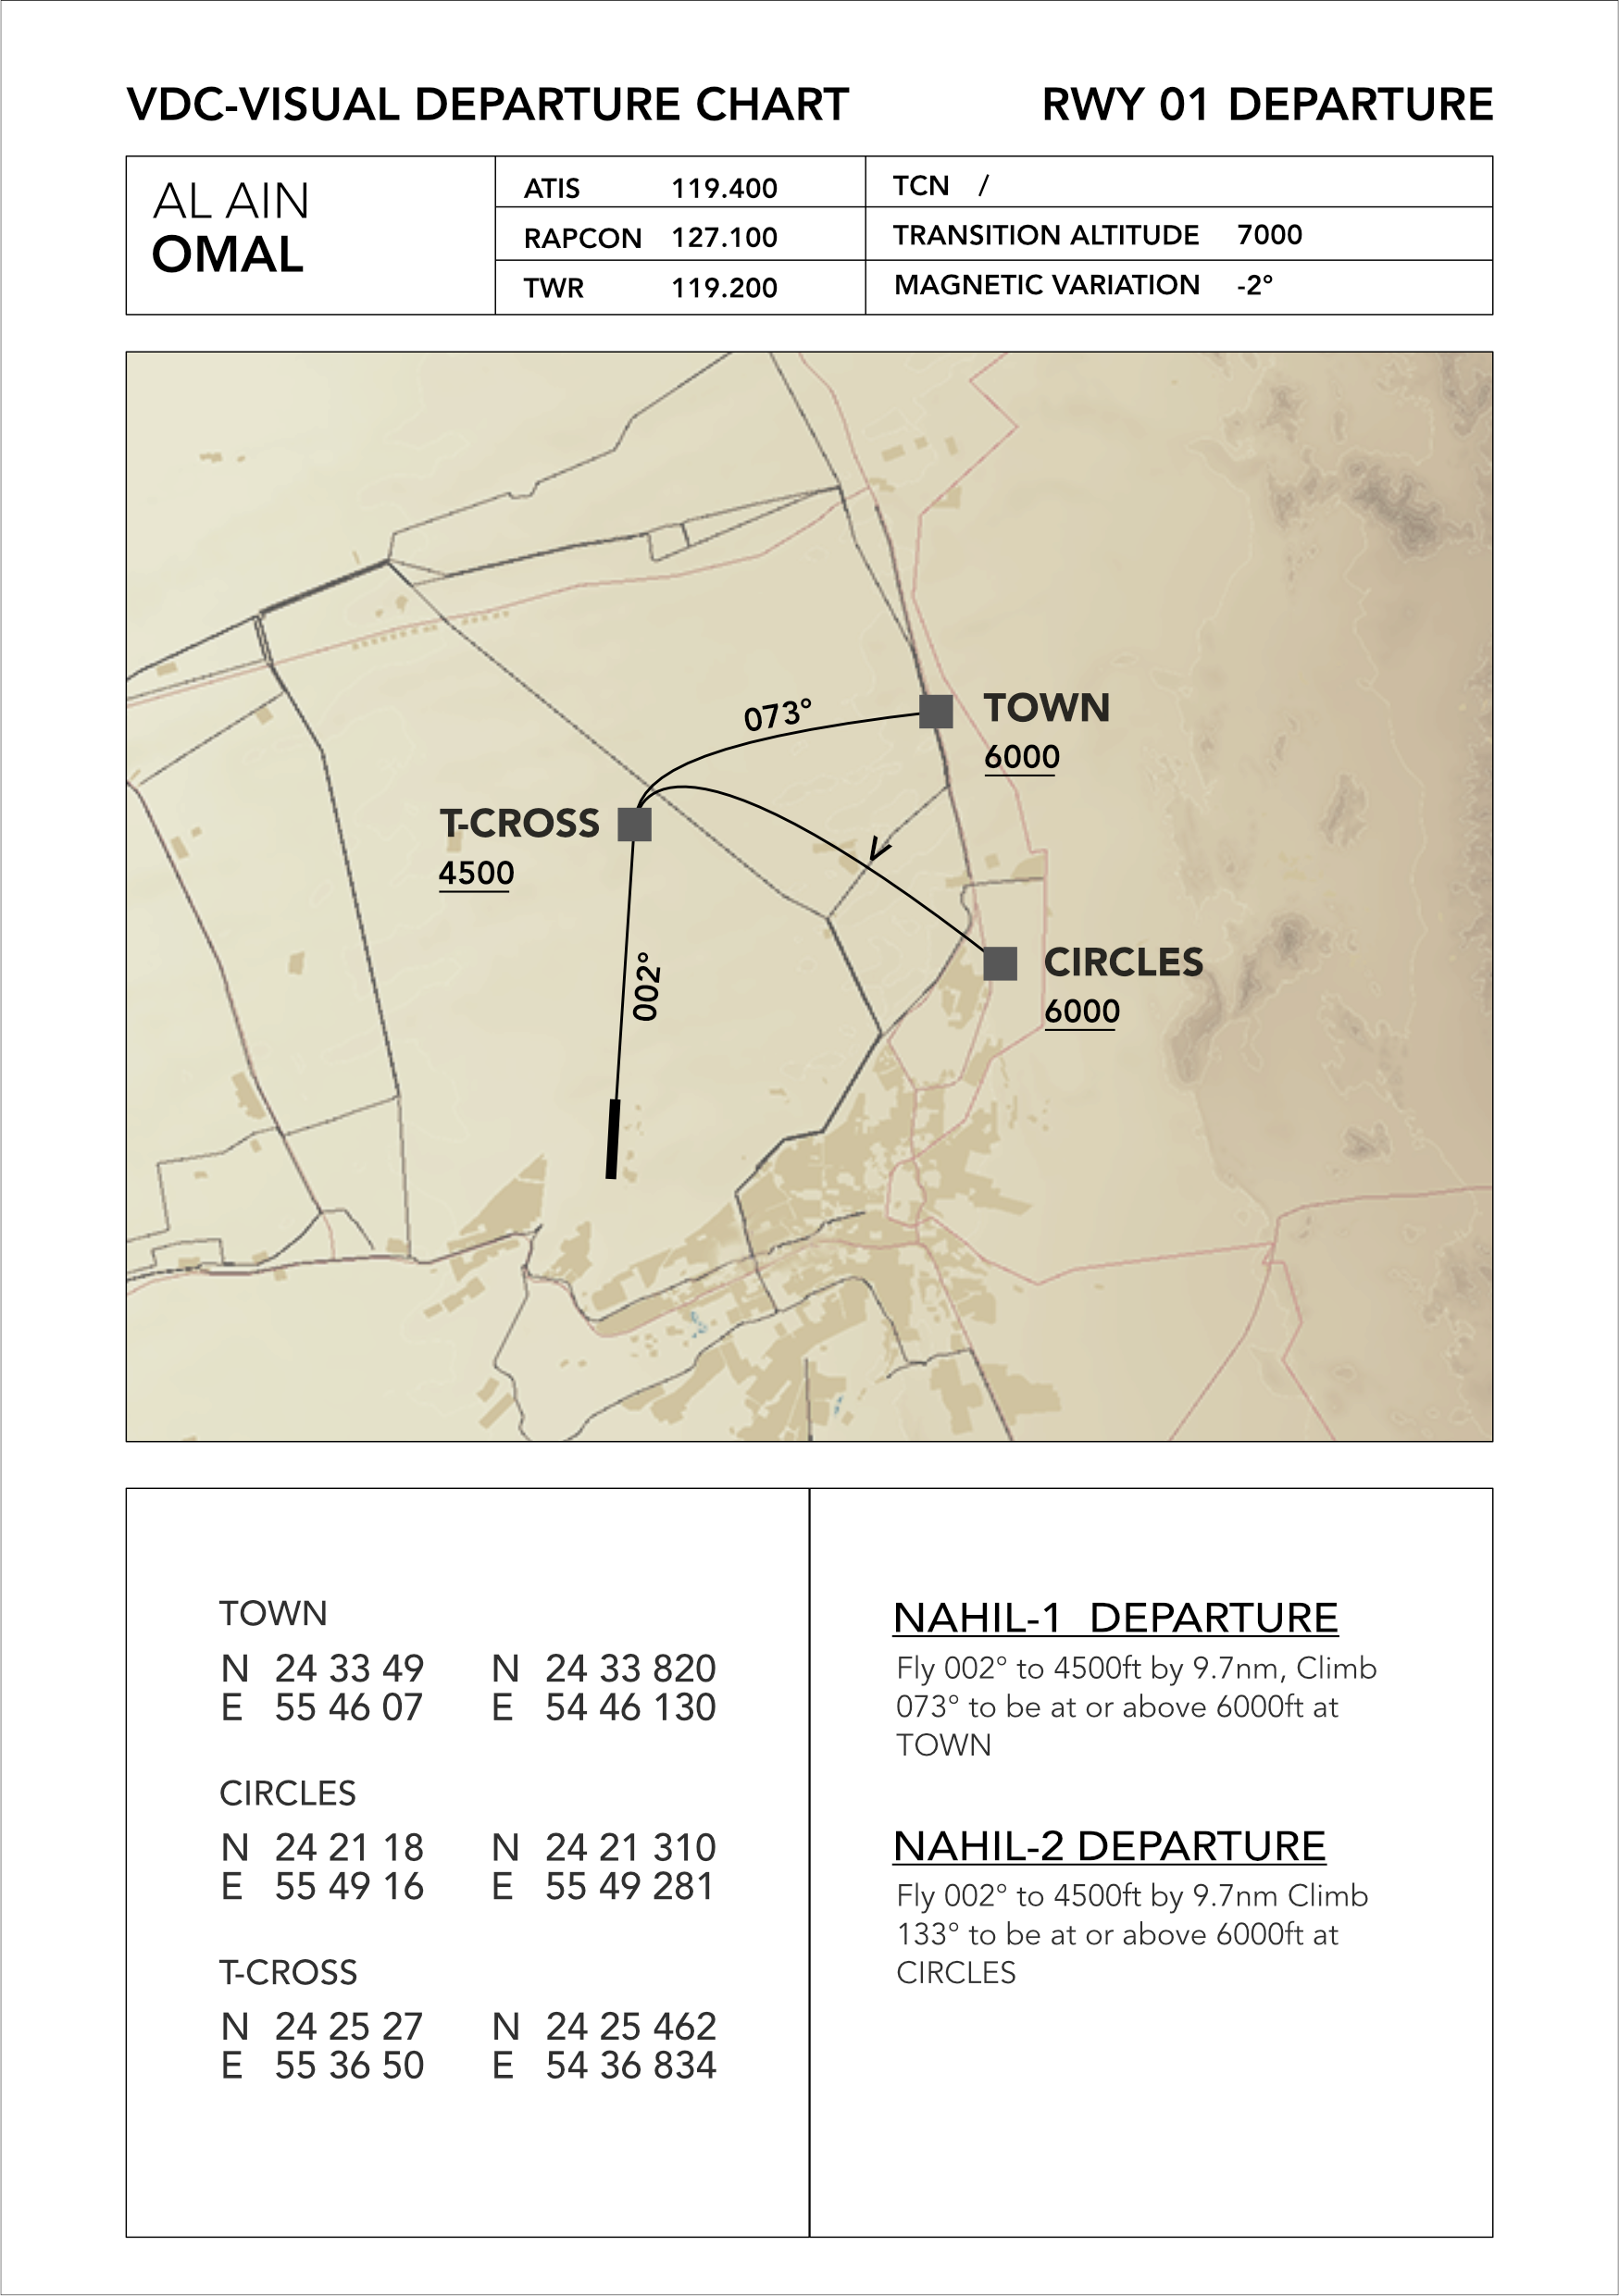 VDC-VISUAL DEPARTURE CHART
RWY 01 DEPARTURE
AL AIN
OMAL
ATIS 119.400
RAPCON 127.100
TWR 119.200
TCN /
TRANSITION ALTITUDE 7000
MAGNETIC VARIATION -2°
073°
TOWN
6000
T-CROSS
4500
002°
CIRCLES
6000
TOWN
N 24 33 49 N 24 33 820
E 55 46 07 E 54 46 130
CIRCLES
N 24 21 18 N 24 21 310
E 55 49 16 E 55 49 281
T-CROSS
N 24 25 27 N 24 25 462
E 55 36 50 E 54 36 834
NAHIL-1 DEPARTURE
Fly 002° to 4500ft by 9.7nm, Climb
073° to be at or above 6000ft at
TOWN
NAHIL-2 DEPARTURE
Fly 002° to 4500ft by 9.7nm Climb
133° to be at or above 6000ft at
CIRCLES